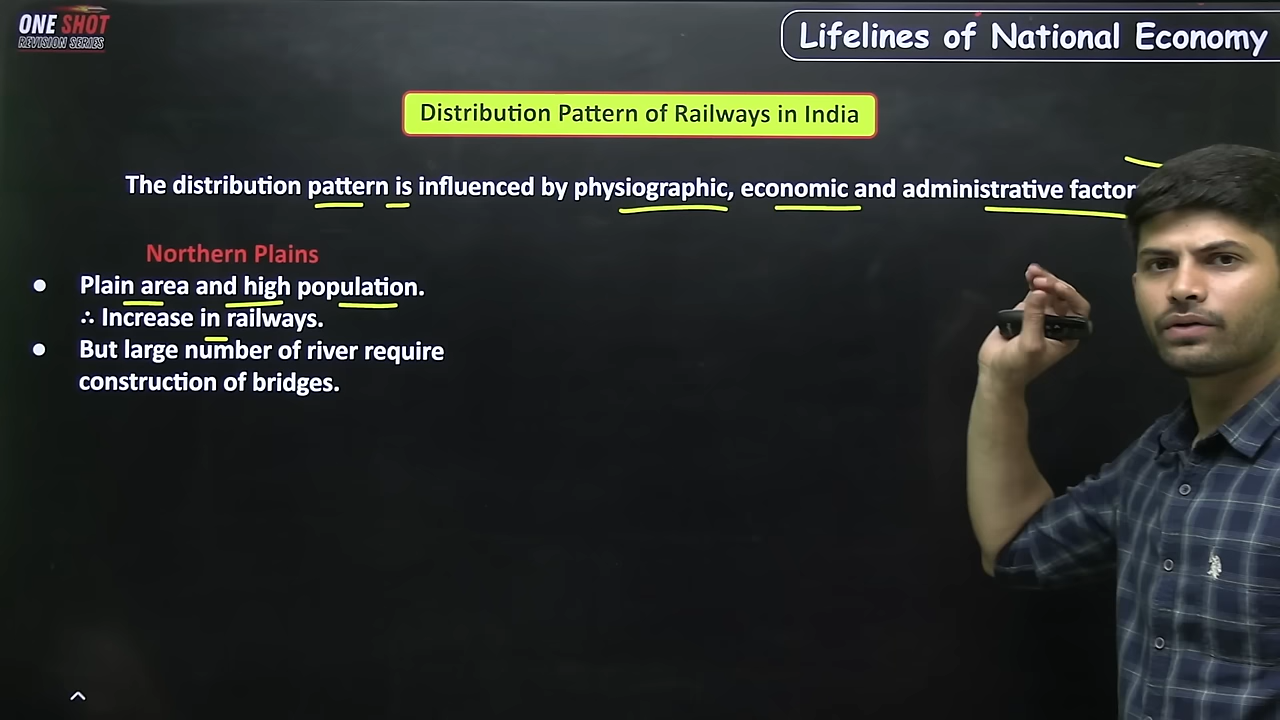 ONE SHOT
REVISION SERIES
Lifelines of National Economy
Distribution Pattern of Railways in India
The distribution pattern is influenced by physiographic, economic and administrative factor
Northern Plains
● Plain area and high population.
∴ Increase in railways.
● But large number of river require
construction of bridges.